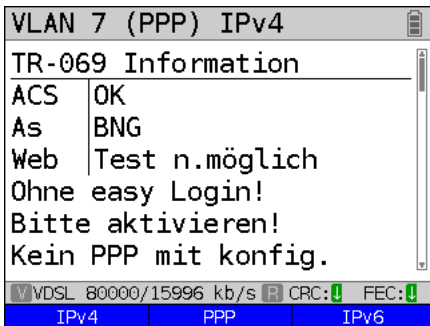 VLAN 7 (PPP) IPv4
TR-069 Information
ACS OK
As BNG
Web Test n.möglich
Ohne easy Login!
Bitte aktivieren!
Kein PPP mit konfig.
V VDSL 80000/15996 kb/s R CRC:↓ FEC:↓
IPv4 PPP IPv6